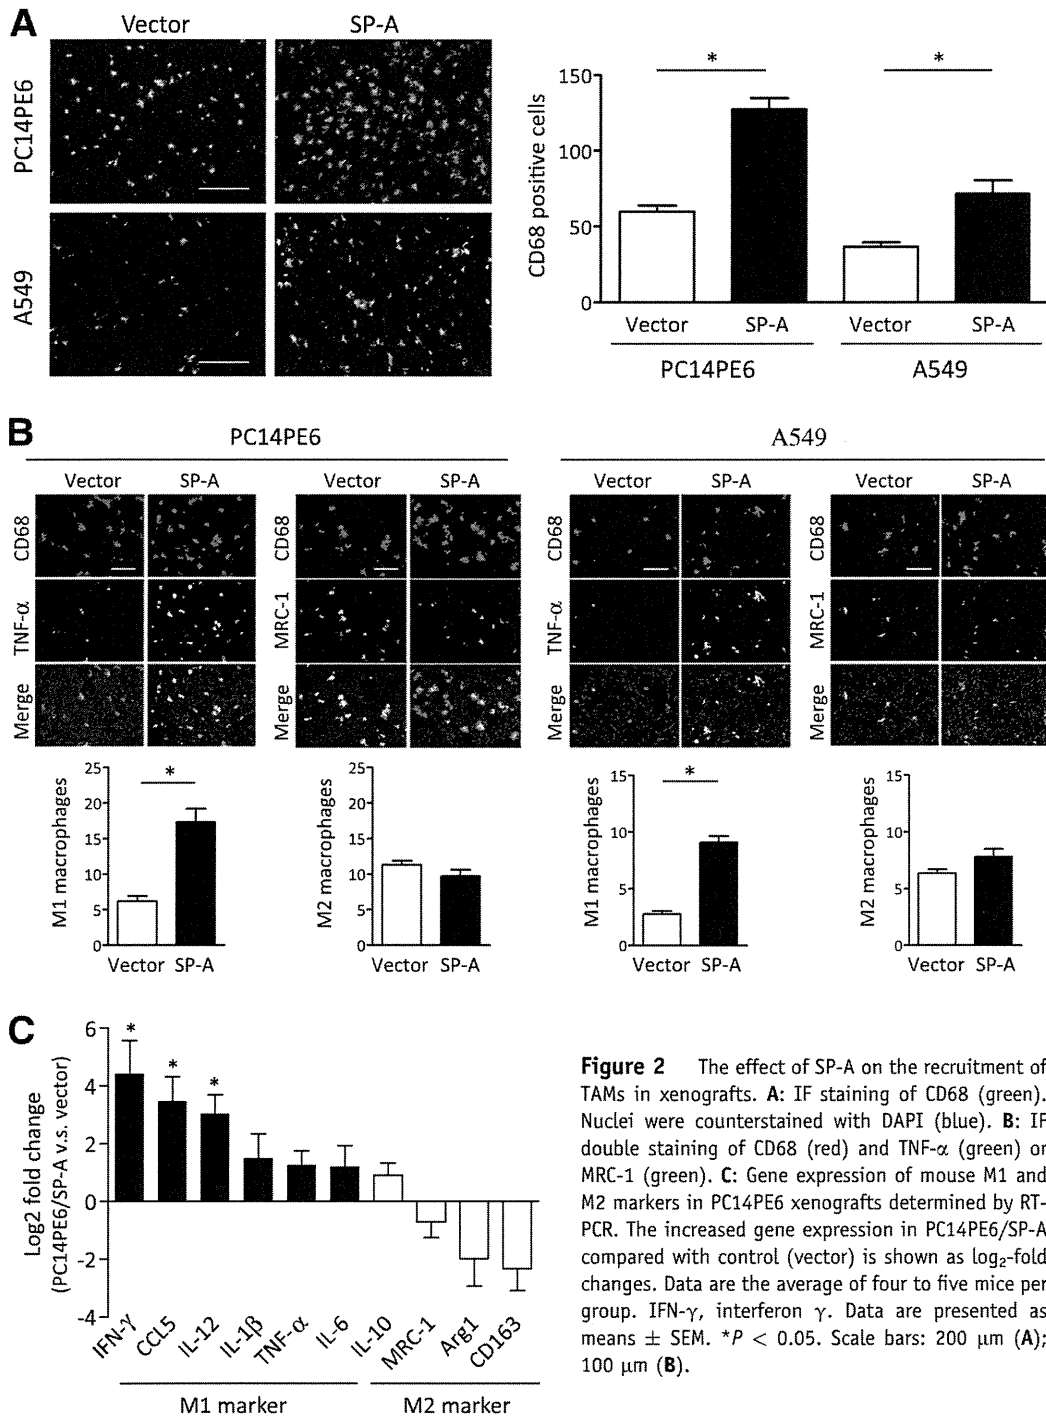 A
Vector SP-A
PC14PE6
A549
CD68 positive cells
150
100
50
0
* *
Vector SP-A Vector SP-A
PC14PE6 A549
B
PC14PE6 A549
Vector SP-A Vector SP-A Vector SP-A Vector SP-A
CD68 CD68 CD68 CD68
TNF-α MRC-1 TNF-α MRC-1
Merge Merge Merge Merge
M1 macrophages
25
20
15
10
5
0
*
Vector SP-A
M2 macrophages
25
20
15
10
5
0
Vector SP-A
M1 macrophages
15
10
5
0
*
Vector SP-A
M2 macrophages
15
10
5
0
Vector SP-A
C
Log2 fold change
(PC14PE6/SP-A v.s. vector)
6
4
2
0
-2
-4
* * *
IFN-γ CCL5 IL-12 IL-1β TNF-α IL-6 IL-10 MRC-1 Arg1 CD163
M1 marker M2 marker
Figure 2 The effect of SP-A on the recruitment of
TAMs in xenografts. A: IF staining of CD68 (green).
Nuclei were counterstained with DAPI (blue). B: IF
double staining of CD68 (red) and TNF-α (green) or
MRC-1 (green). C: Gene expression of mouse M1 and
M2 markers in PC14PE6 xenografts determined by RT-
PCR. The increased gene expression in PC14PE6/SP-A
compared with control (vector) is shown as log₂-fold
changes. Data are the average of four to five mice per
group. IFN-γ, interferon γ. Data are presented as
means ± SEM. *P < 0.05. Scale bars: 200 μm (A);
100 μm (B).